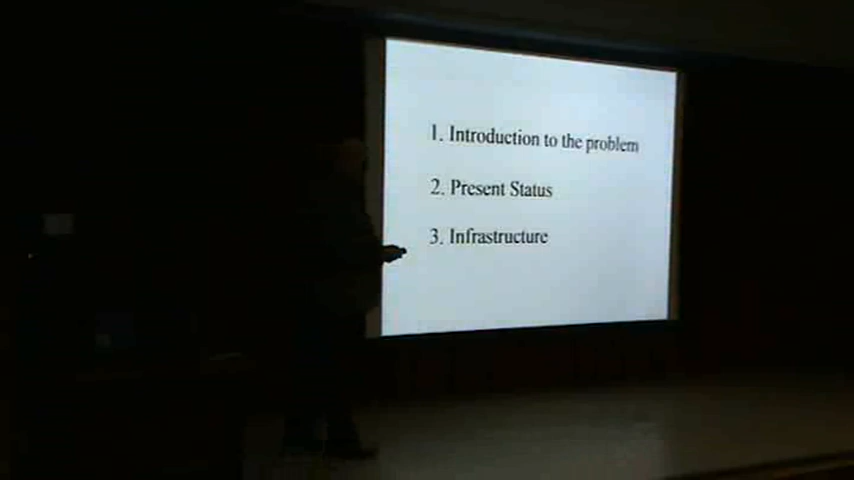 1. Introduction to the problem
2. Present Status
3. Infrastructure